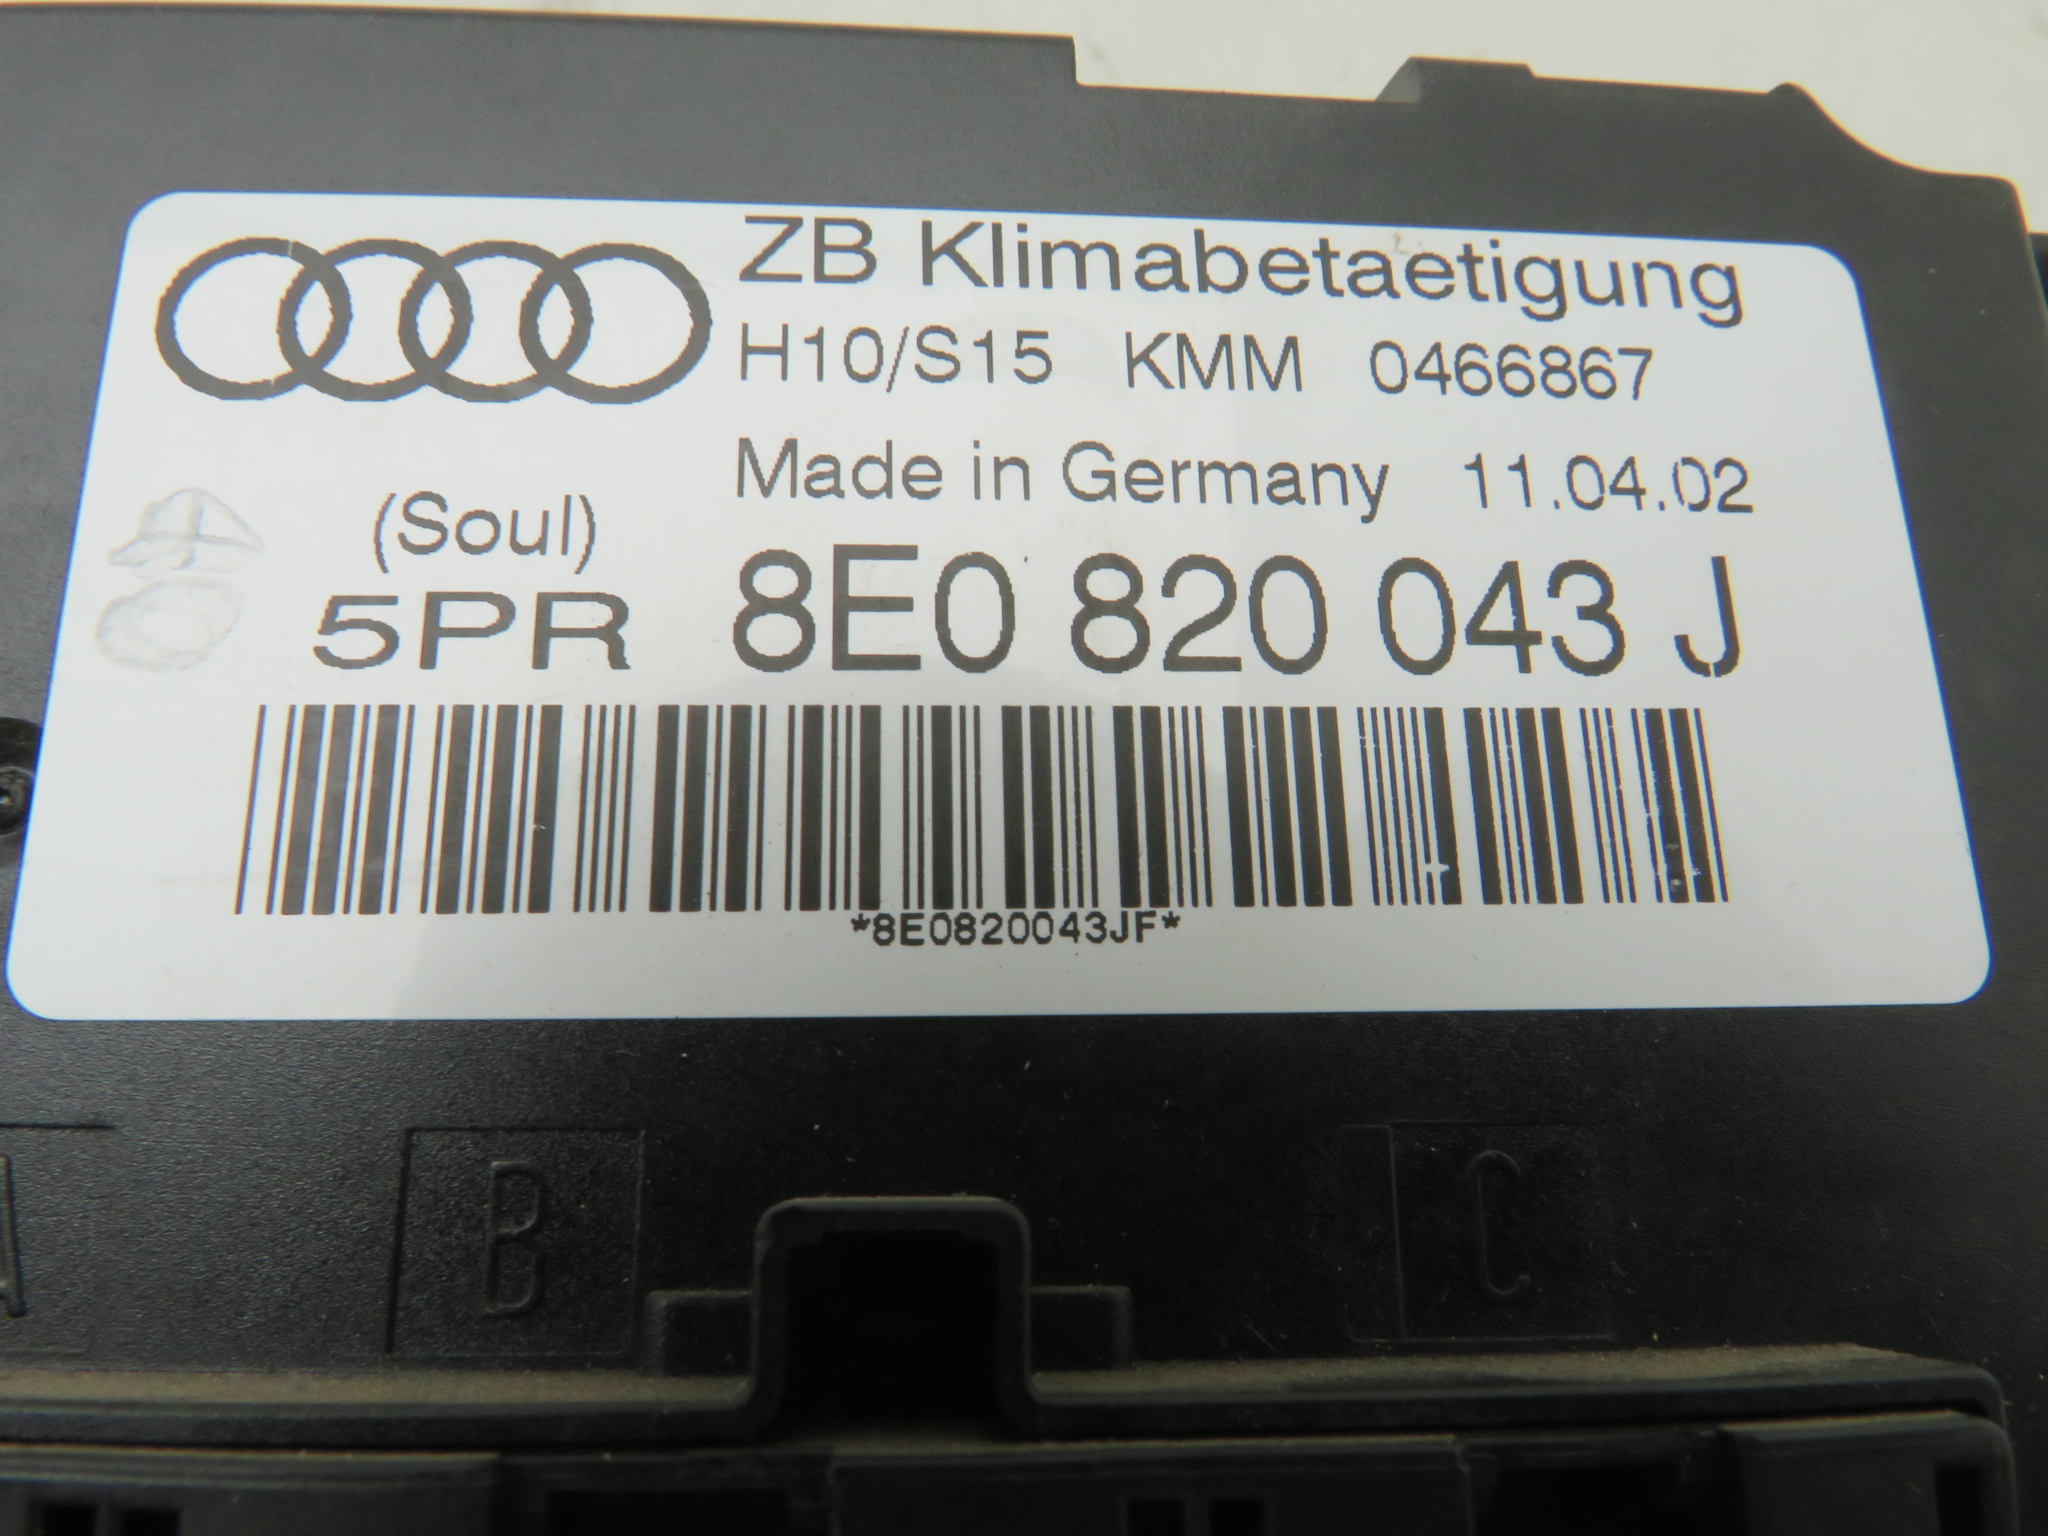 ZB Klimabetaetigung
H10/S15 KMM 0466867
Made in Germany 11.04.02
(Soul)
5PR 8E0 820 043 J
*8E0820043JF*
A B C